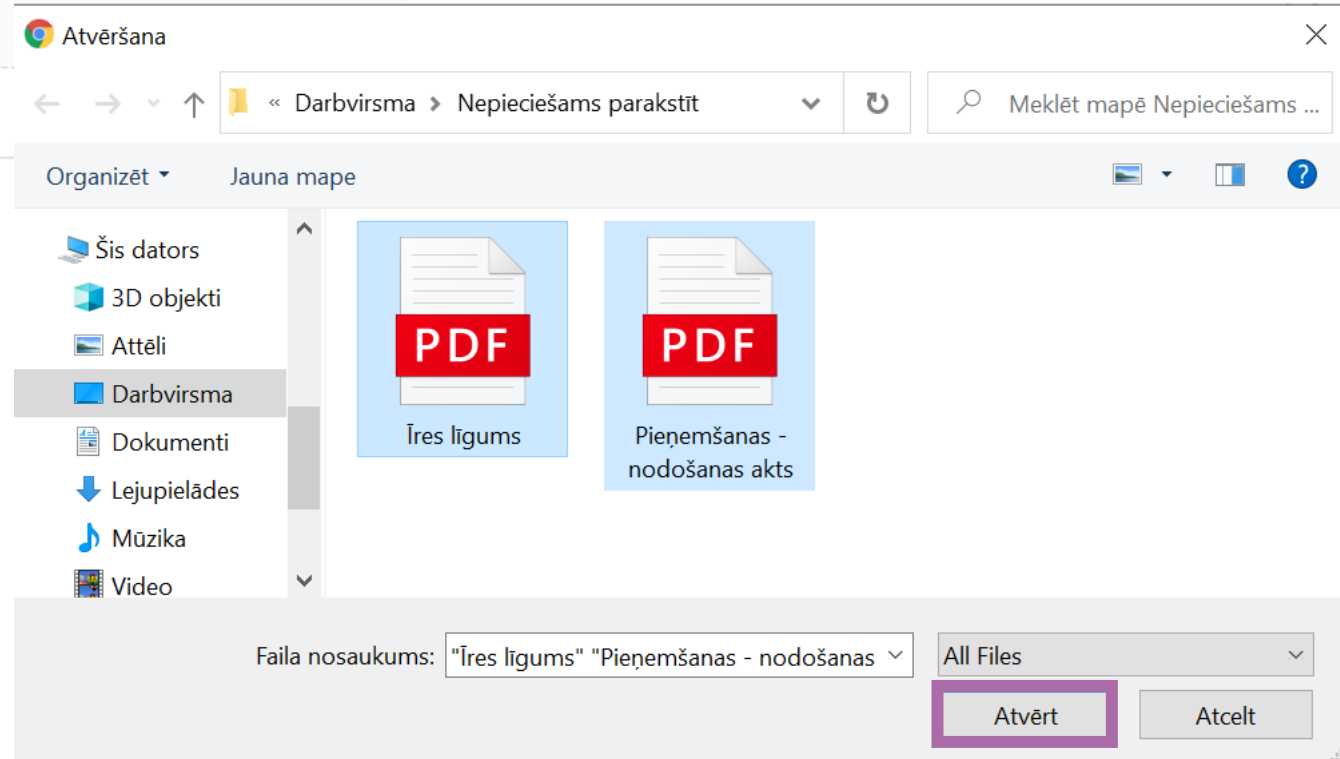 Atvēršana
« Darbvirsma > Nepieciešams parakstīt
Meklēt mapē Nepieciešams ...
Organizēt
Jauna mape
?
Šis dators
3D objekti
Attēli
Darbvirsma
Dokumenti
Lejupielādes
Mūzika
Video
PDF
Īres līgums
PDF
Pieņemšanas -
nodošanas akts
Faila nosaukums:
"Īres līgums" "Pieņemšanas - nodošanas
All Files
Atvērt
Atcelt